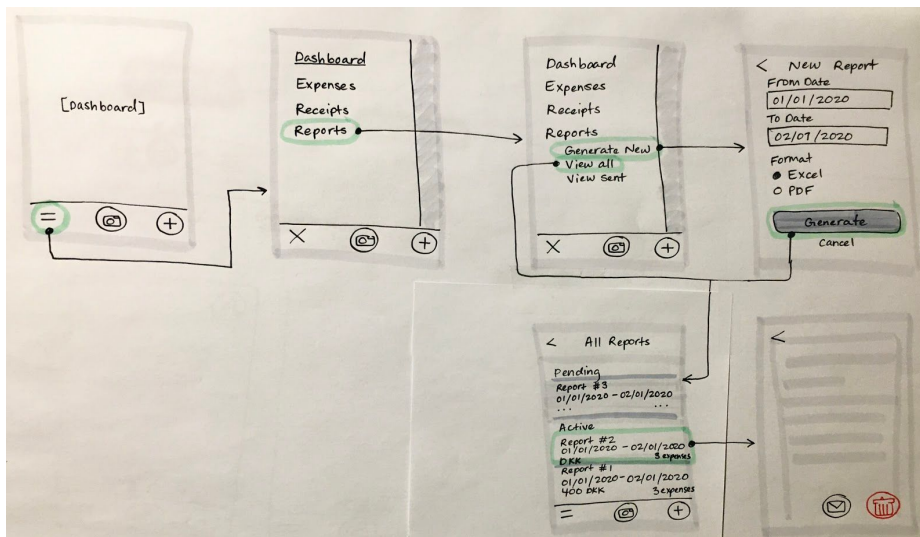 [Dashboard]
Dashboard
Expenses
Receipts
Reports
Dashboard
Expenses
Receipts
Reports
Generate New
View all
View sent
< New Report
From Date
01/01/2020
To Date
02/07/2020
Format
Excel
PDF
Generate
Cancel
< All Reports
Pending
Report #3
01/01/2020 - 02/01/2020
... ...
Active
Report #2
01/01/2020 - 02/01/2020
DKK 3 expenses
Report #1
01/01/2020 - 02/01/2020
400 DKK 3 expenses
<